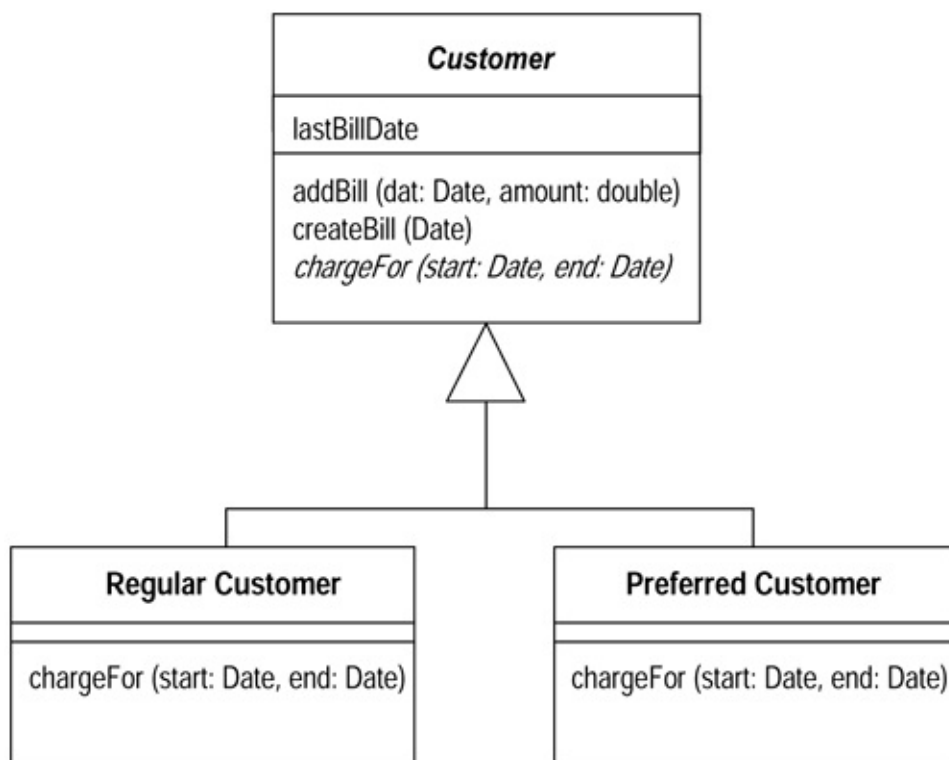 Customer
lastBillDate
addBill (dat: Date, amount: double)
createBill (Date)
chargeFor (start: Date, end: Date)
Regular Customer
chargeFor (start: Date, end: Date)
Preferred Customer
chargeFor (start: Date, end: Date)